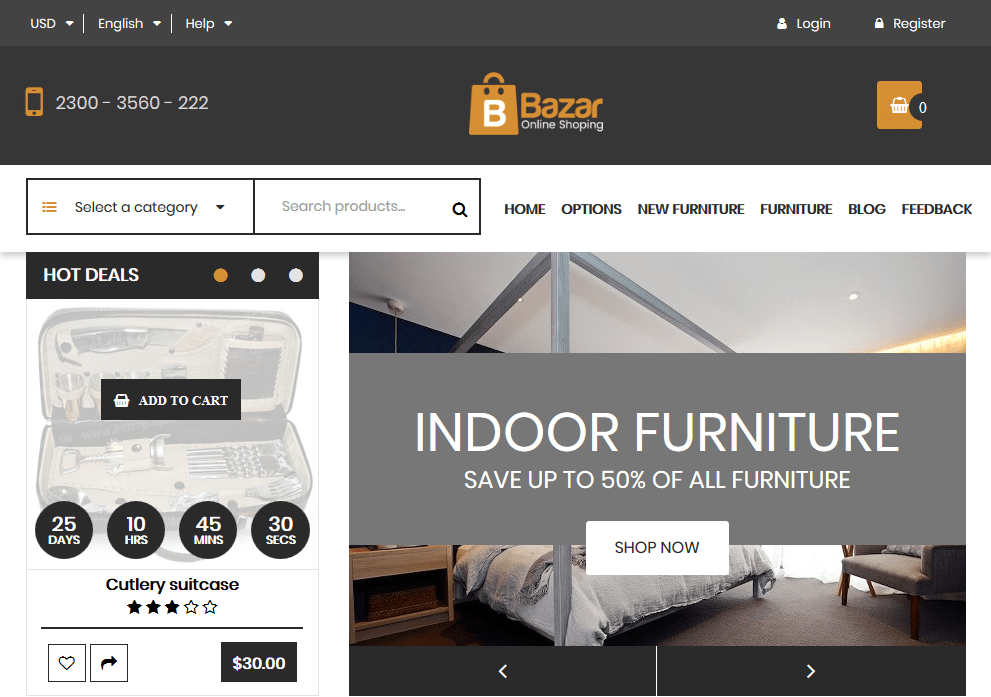 USD English Help Login Register
2300 - 3560 - 222
B Bazar
Online Shoping
0
Select a category Search products... HOME OPTIONS NEW FURNITURE FURNITURE BLOG FEEDBACK
HOT DEALS
ADD TO CART
25 10 45 30
DAYS HRS MINS SECS
Cutlery suitcase
$30.00
INDOOR FURNITURE
SAVE UP TO 50% OF ALL FURNITURE
SHOP NOW